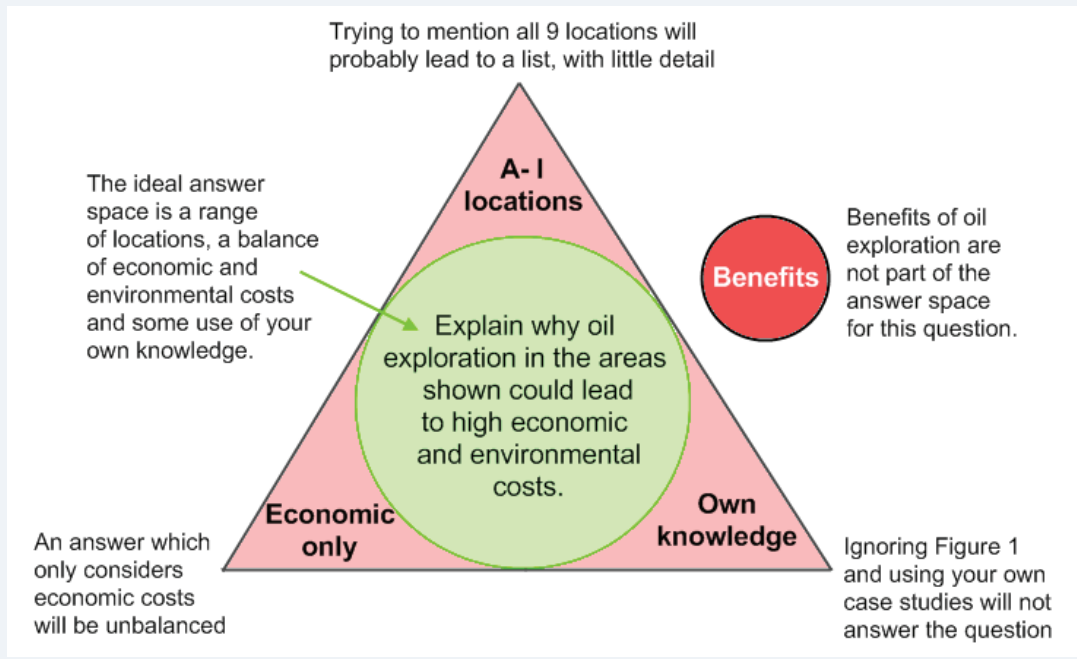 Trying to mention all 9 locations will
probably lead to a list, with little detail
A- I
locations
The ideal answer
space is a range
of locations, a balance
of economic and
environmental costs
and some use of your
own knowledge.
Benefits
Benefits of oil
exploration are
not part of the
answer space
for this question.
Explain why oil
exploration in the areas
shown could lead
to high economic
and environmental
costs.
Economic
only
Own
knowledge
An answer which
only considers
economic costs
will be unbalanced
Ignoring Figure 1
and using your own
case studies will not
answer the question